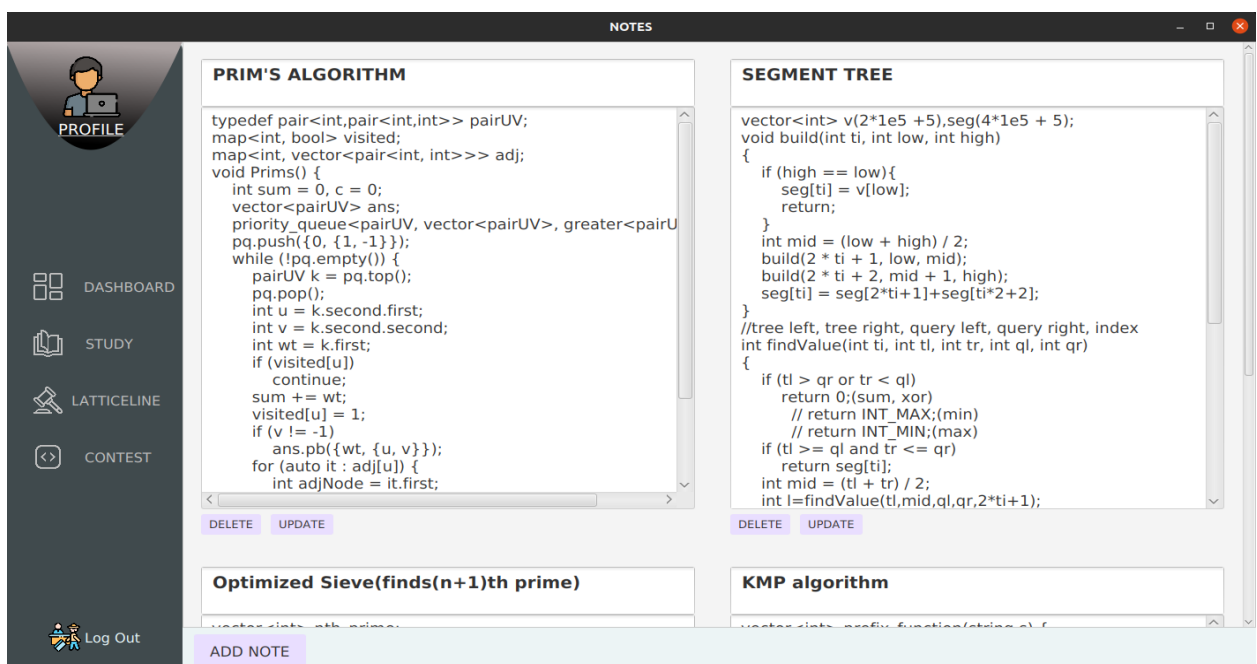 NOTES
PROFILE
DASHBOARD
STUDY
LATTICELINE
CONTEST
Log Out
PRIM'S ALGORITHM
typedef pair<int,pair<int,int>> pairUV;
map<int, bool> visited;
map<int, vector<pair<int, int>>> adj;
void Prims() {
int sum = 0, c = 0;
vector<pairUV> ans;
priority_queue<pairUV, vector<pairUV>, greater<pairU
pq.push({0, {1, -1}});
while (!pq.empty()) {
pairUV k = pq.top();
pq.pop();
int u = k.second.first;
int v = k.second.second;
int wt = k.first;
if (visited[u])
continue;
sum += wt;
visited[u] = 1;
if (v != -1)
ans.pb({wt, {u, v}});
for (auto it : adj[u]) {
int adjNode = it.first;
DELETE UPDATE
SEGMENT TREE
vector<int> v(2*1e5 +5),seg(4*1e5 + 5);
void build(int ti, int low, int high)
{
if (high == low){
seg[ti] = v[low];
return;
}
int mid = (low + high) / 2;
build(2 * ti + 1, low, mid);
build(2 * ti + 2, mid + 1, high);
seg[ti] = seg[2*ti+1]+seg[ti*2+2];
}
//tree left, tree right, query left, query right, index
int findValue(int ti, int tl, int tr, int ql, int qr)
{
if (tl > qr or tr < ql)
return 0;(sum, xor)
// return INT_MAX;(min)
// return INT_MIN;(max)
if (tl >= ql and tr <= qr)
return seg[ti];
int mid = (tl + tr) / 2;
int l=findValue(tl,mid,ql,qr,2*ti+1);
DELETE UPDATE
Optimized Sieve(finds(n+1)th prime)
vector <int> nth_prime;
KMP algorithm
vector <int> prefix_function(string s) {
ADD NOTE